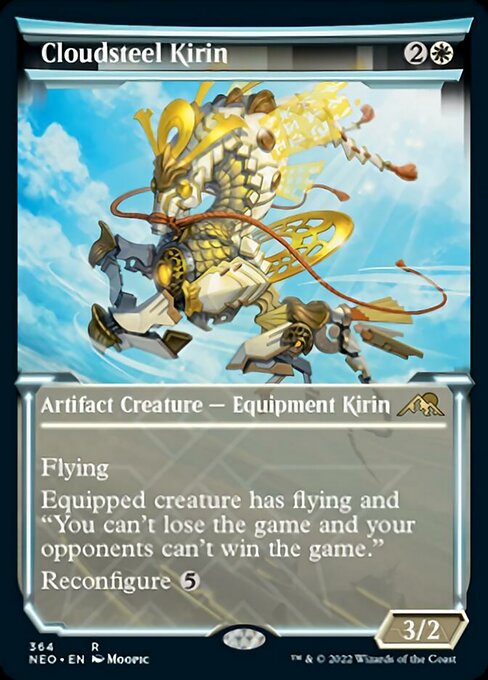 Cloudsteel Kirin 2
Artifact Creature — Equipment Kirin
Flying
Equipped creature has flying and
“You can’t lose the game and your
opponents can’t win the game.”
Reconfigure 5
3/2
364 R
NEO • EN Moopic
™ & © 2022 Wizards of the Coast